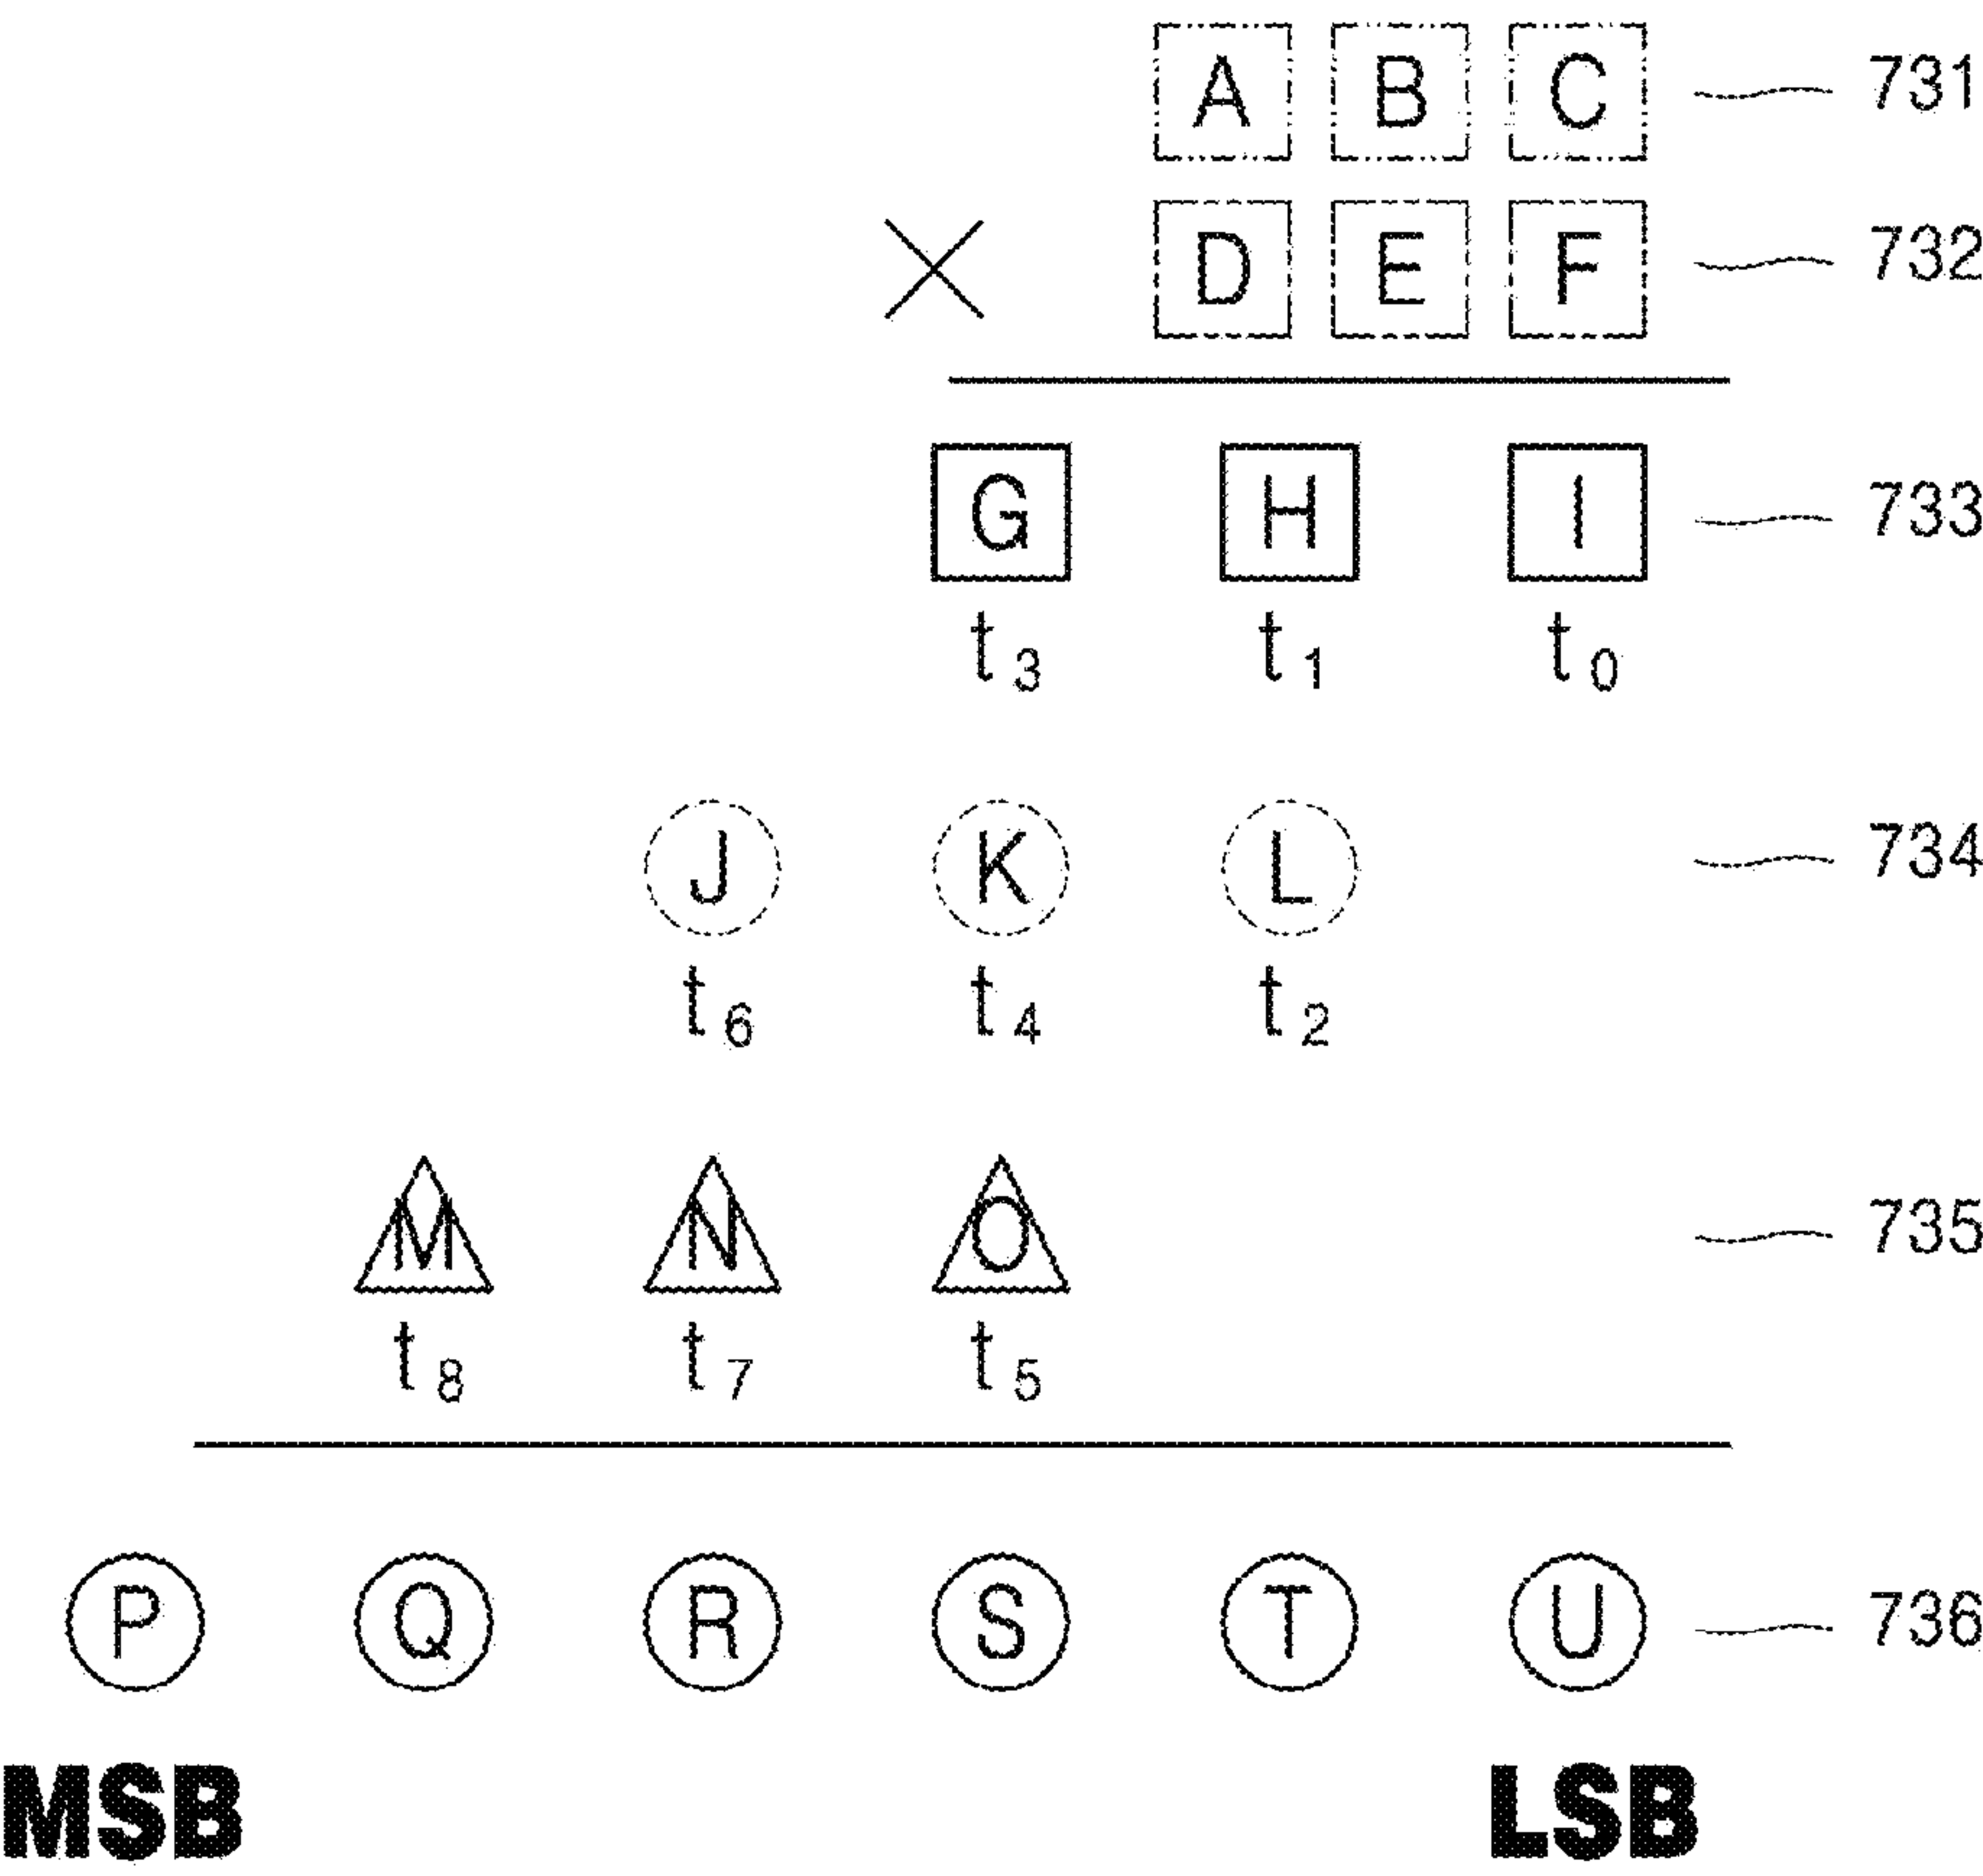 A B C 731
× D E F 732
G H I 733
t3 t1 t0
J K L 734
t6 t4 t2
M N O 735
t8 t7 t5
P Q R S T U 736
MSB LSB